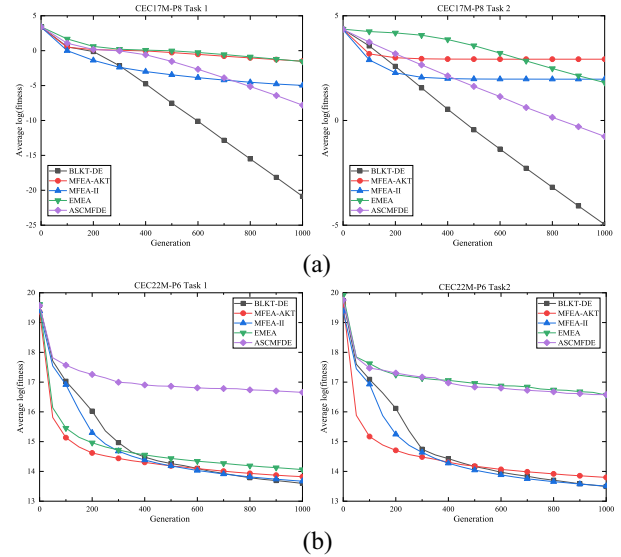 (a)
CEC17M-P8 Task 1
Average log(fitness)
5
0
-5
-10
-15
-20
-25
BLKT-DE
MFEA-AKT
MFEA-II
EMEA
ASCMFDE
0 200 400 600 800 1000
Generation
CEC17M-P8 Task 2
Average log(fitness)
5
0
5
BLKT-DE
MFEA-AKT
MFEA-II
EMEA
ASCMFDE
0 200 400 600 800 1000
Generation
(a)
CEC22M-P6 Task 1
Average log(fitness)
20
19
18
17
16
15
14
13
BLKT-DE
MFEA-AKT
MFEA-II
EMEA
ASCMFDE
0 200 400 600 800 1000
Generation
CEC22M-P6 Task2
Average log(fitness)
20
19
18
17
16
15
14
13
BLKT-DE
MFEA-AKT
MFEA-II
EMEA
ASCMFDE
0 200 400 600 800 1000
Generation
(b)